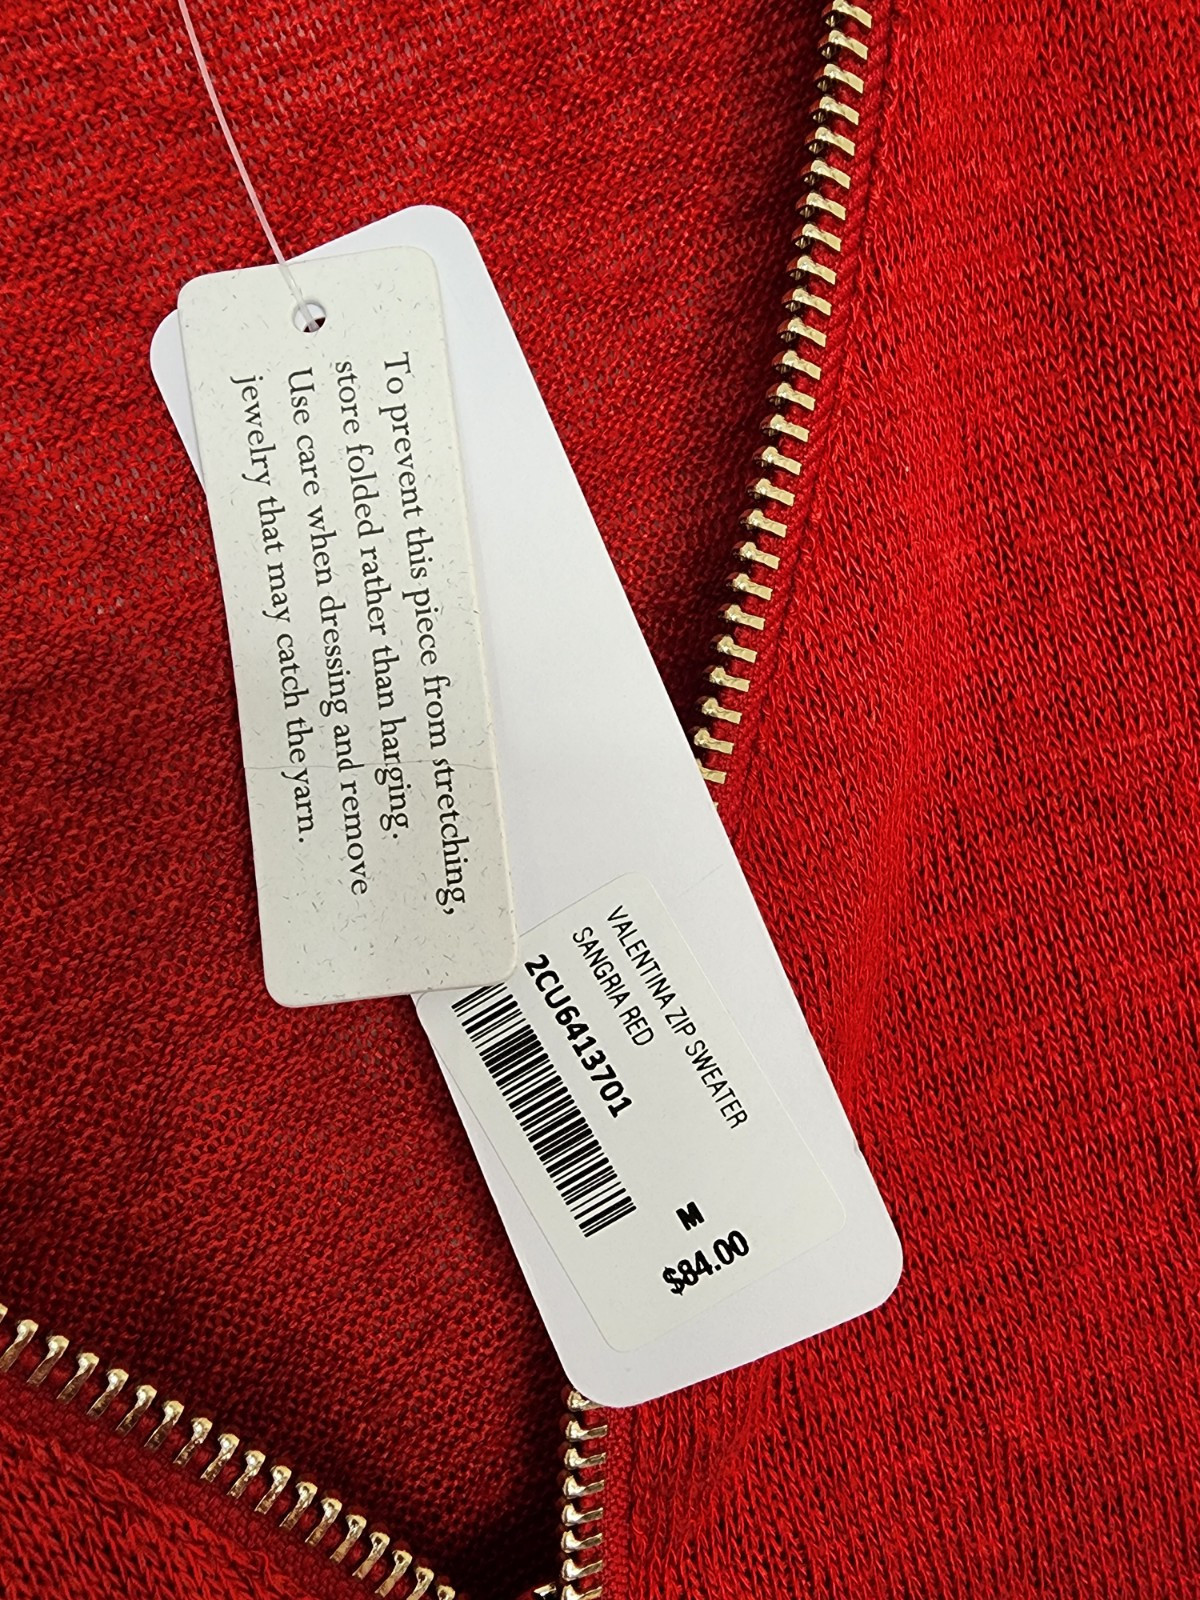 To prevent this piece from stretching,
store folded rather than hanging.
Use care when dressing and remove
jewelry that may catch the yarn.
VALENTINA ZIP SWEATER
SANGRIA RED
2CU6413701
M
$84.00